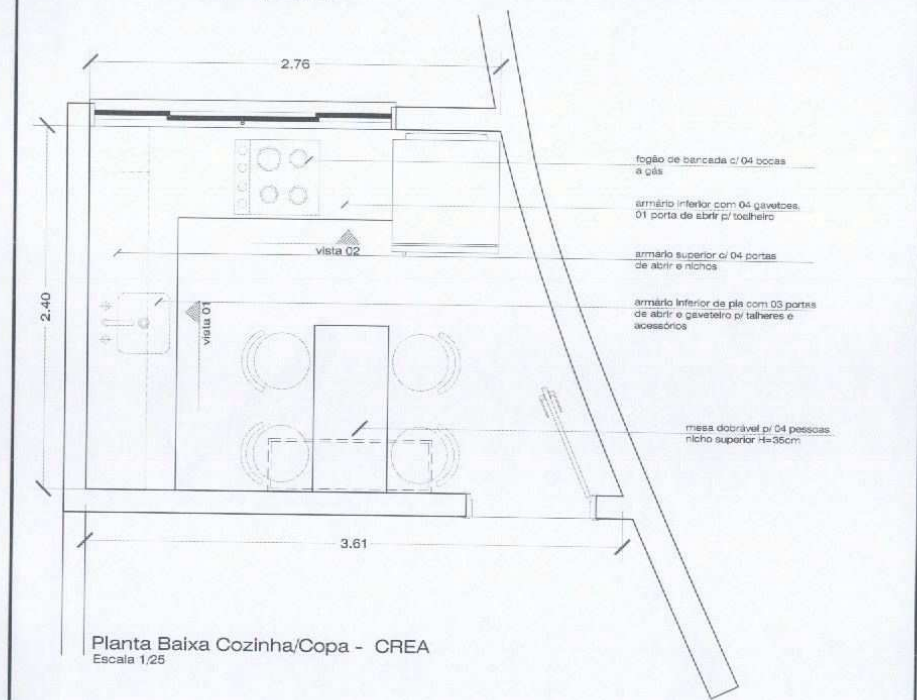 2.76
fogão de bancada c/ 04 bocas
a gás
armário inferior com 04 gavetoes,
01 porta de abrir p/ toalheiro
vista 02
armário superior c/ 04 portas
de abrir e nichos
2.40
vista 01
armário inferior de pia com 03 portas
de abrir e gaveteiro p/ talheres e
acessórios
mesa dobrável p/ 04 pessoas
nicho superior H=35cm
3.61
Planta Baixa Cozinha/Copa - CREA
Escala 1/25